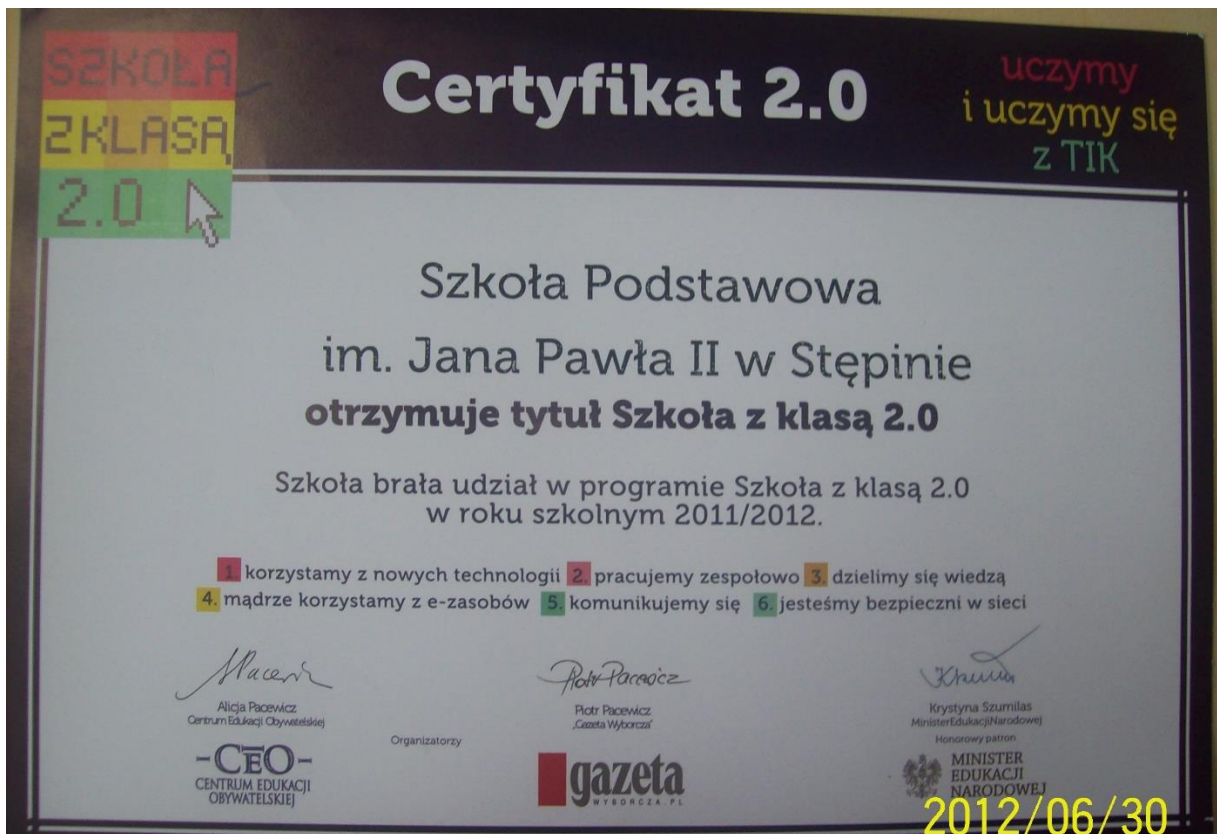 SZKOŁA
Z KLASĄ
2.0
Certyfikat 2.0
uczymy
i uczymy się
z TIK
Szkoła Podstawowa
im. Jana Pawła II w Stępinie
otrzymuje tytuł Szkoła z klasą 2.0
Szkoła brała udział w programie Szkoła z klasą 2.0
w roku szkolnym 2011/2012.
1. korzystamy z nowych technologii 2. pracujemy zespołowo 3. dzielimy się wiedzą
4. mądrze korzystamy z e-zasobów 5. komunikujemy się 6. jesteśmy bezpieczni w sieci
Piotr Pacewicz
Alicja Pacewicz
Centrum Edukacji Obywatelskiej
Piotr Pacewicz
„Gazeta Wyborcza"
Krystyna Szumilas
MinisterEdukacjiNarodowej
Organizatorzy
Honorowy patron
CEO
CENTRUM EDUKACJI
OBYWATELSKIEJ
gazeta
WYBORCZA.PL
MINISTER
EDUKACJI
NARODOWEJ
2012/06/30